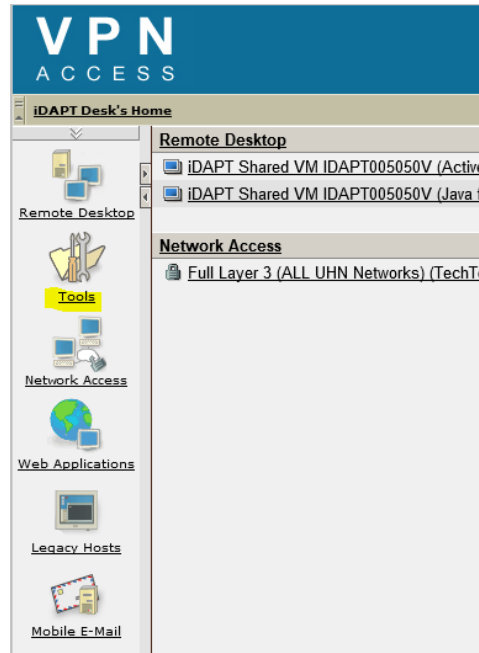 VPN
ACCESS
iDAPT Desk's Home
Remote Desktop
Tools
Network Access
Web Applications
Legacy Hosts
Mobile E-Mail
Remote Desktop
iDAPT Shared VM IDAPT005050V (Active
iDAPT Shared VM IDAPT005050V (Java
Network Access
Full Layer 3 (ALL UHN Networks) (TechT